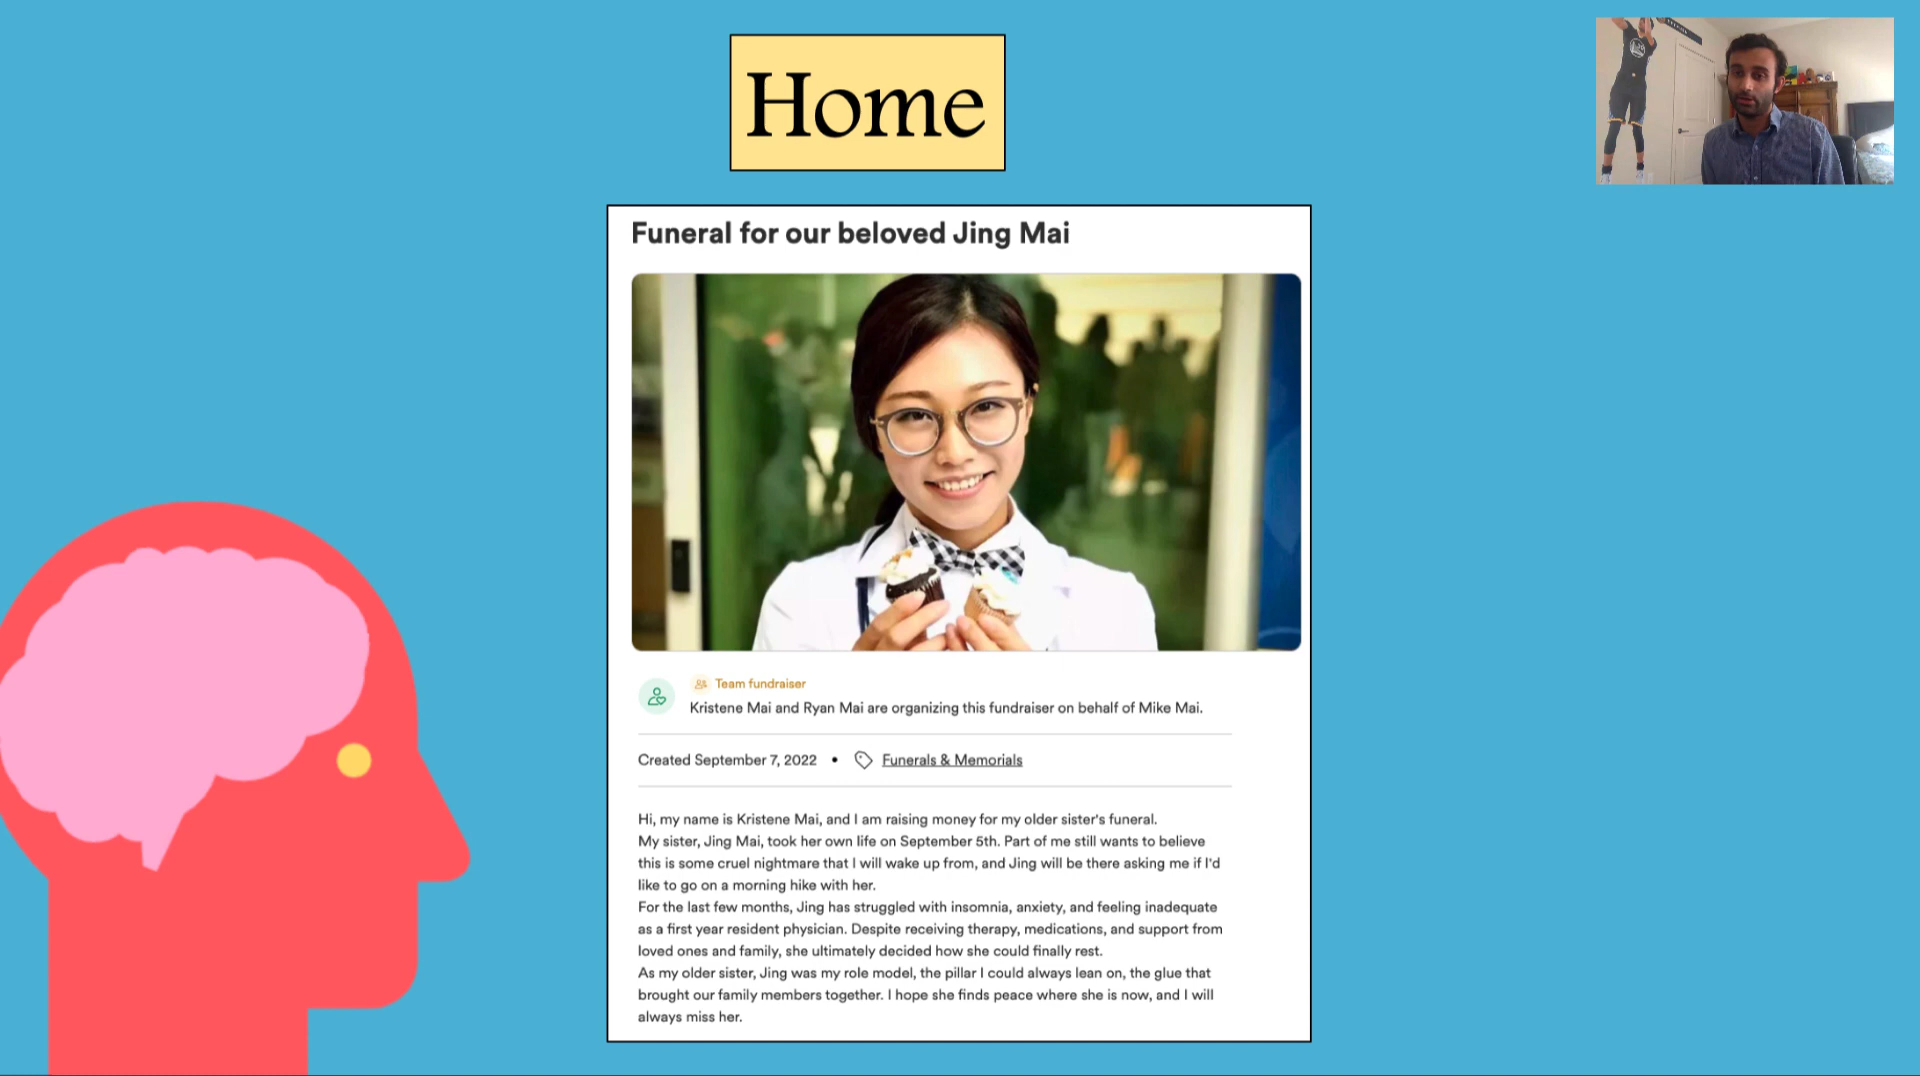 Home
Funeral for our beloved Jing Mai
Team fundraiser
Kristene Mai and Ryan Mai are organizing this fundraiser on behalf of Mike Mai.
Created September 7, 2022 • Funerals & Memorials
Hi, my name is Kristene Mai, and I am raising money for my older sister's funeral.
My sister, Jing Mai, took her own life on September 5th. Part of me still wants to believe
this is some cruel nightmare that I will wake up from, and Jing will be there asking me if I'd
like to go on a morning hike with her.
For the last few months, Jing has struggled with insomnia, anxiety, and feeling inadequate
as a first year resident physician. Despite receiving therapy, medications, and support from
loved ones and family, she ultimately decided how she could finally rest.
As my older sister, Jing was my role model, the pillar I could always lean on, the glue that
brought our family members together. I hope she finds peace where she is now, and I will
always miss her.